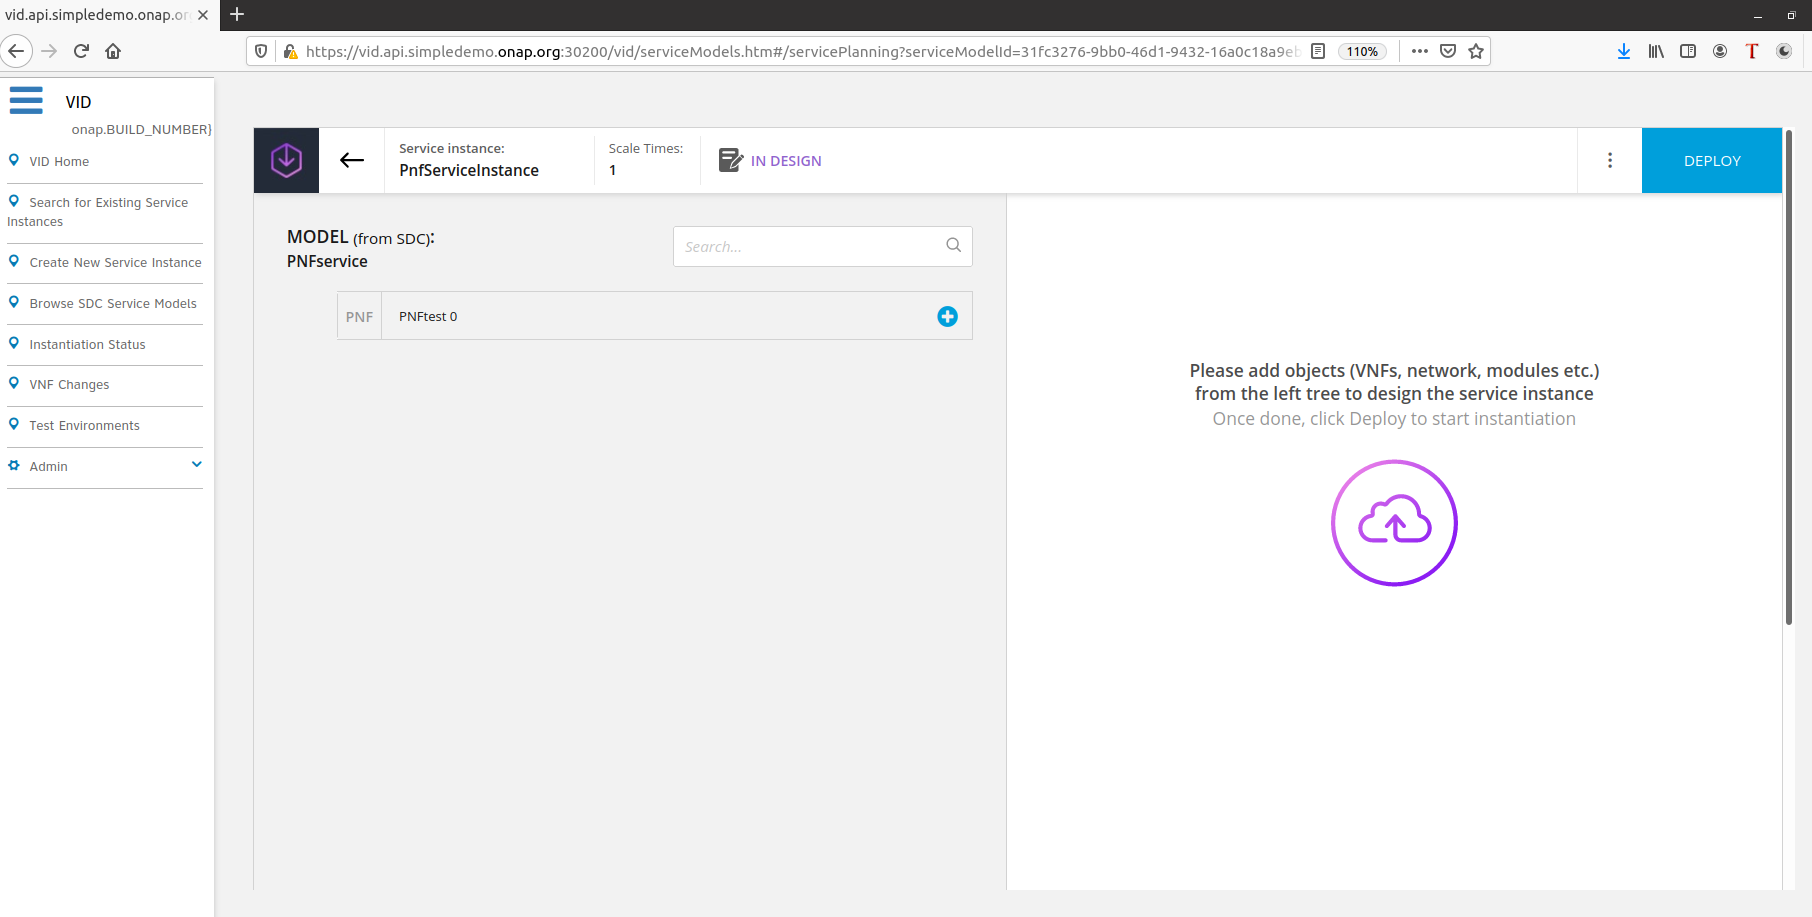 vid.api.simpledemo.onap.or
https://vid.api.simpledemo.onap.org:30200/vid/serviceModels.htm#/servicePlanning?serviceModelId=31fc3276-9bb0-46d1-9432-16a0c18a9eb
110%
T
VID
onap.BUILD_NUMBER}
VID Home
Search for Existing Service
Instances
Create New Service Instance
Browse SDC Service Models
Instantiation Status
VNF Changes
Test Environments
Admin
Service instance:
PnfServiceInstance
Scale Times:
1
IN DESIGN
DEPLOY
MODEL (from SDC):
PNFservice
Search...
PNF
PNFtest 0
Please add objects (VNFs, network, modules etc.)
from the left tree to design the service instance
Once done, click Deploy to start instantiation